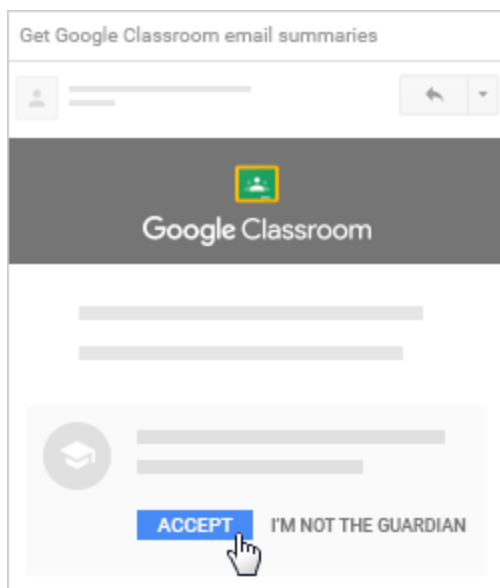 Get Google Classroom email summaries
Google Classroom
ACCEPT I'M NOT THE GUARDIAN